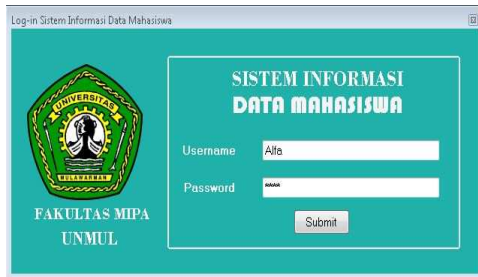 Log-in Sistem Informasi Data Mahasiswa
UNIVERSITAS
MULAWARMAN
FAKULTAS MIPA
UNMUL
SISTEM INFORMASI
DATA MAHASISWA
Username
Alfa
Password
****
Submit